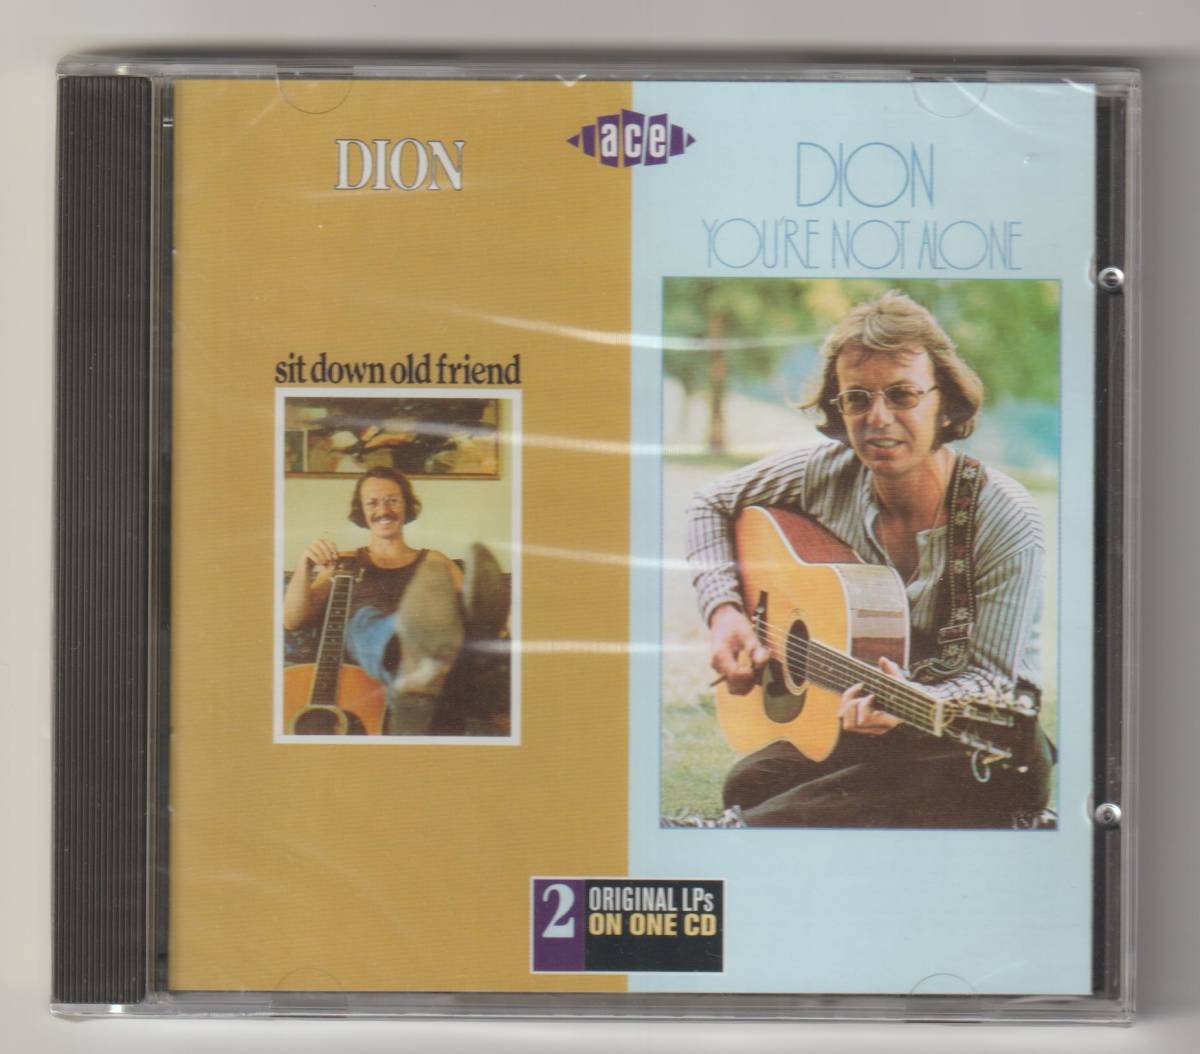 DION
sit down old friend
ace
DION
YOU'RE NOT ALONE
2
ORIGINAL LPs
ON ONE CD